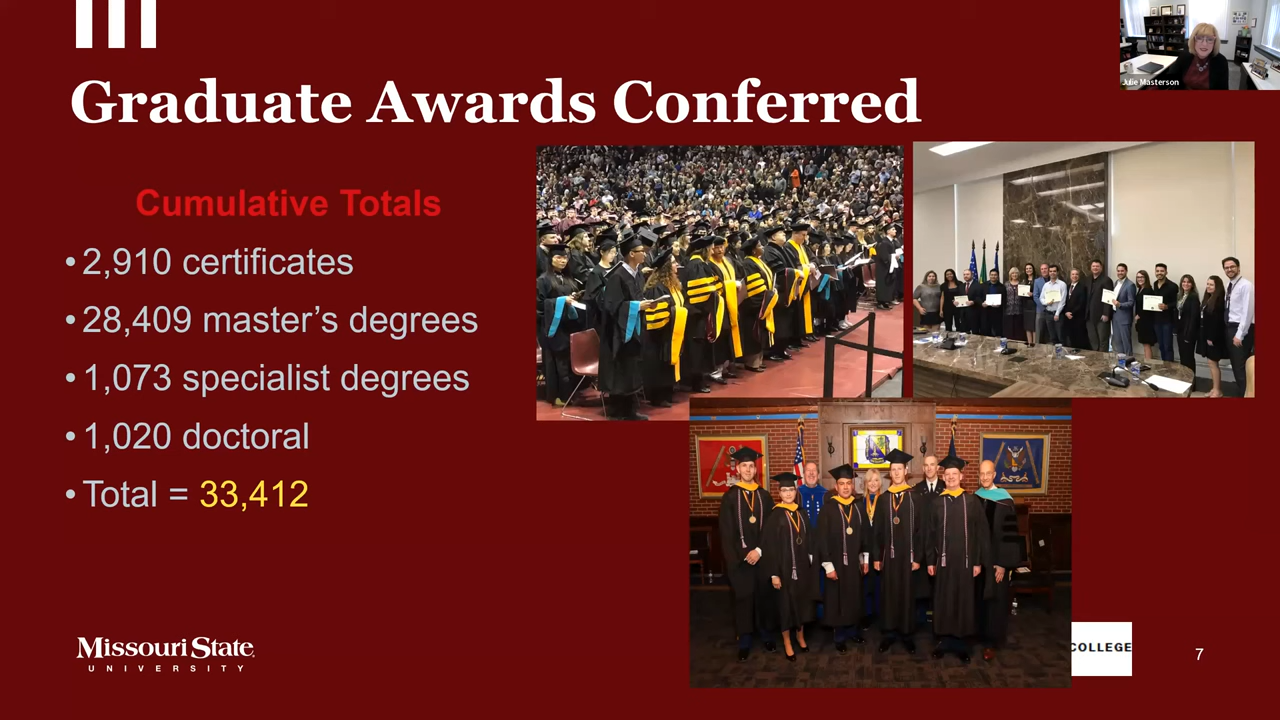 Julie Masterson
Graduate Awards Conferred
Cumulative Totals
• 2,910 certificates
• 28,409 master’s degrees
• 1,073 specialist degrees
• 1,020 doctoral
• Total = 33,412
Missouri State
UNIVERSITY
COLLEGE
7